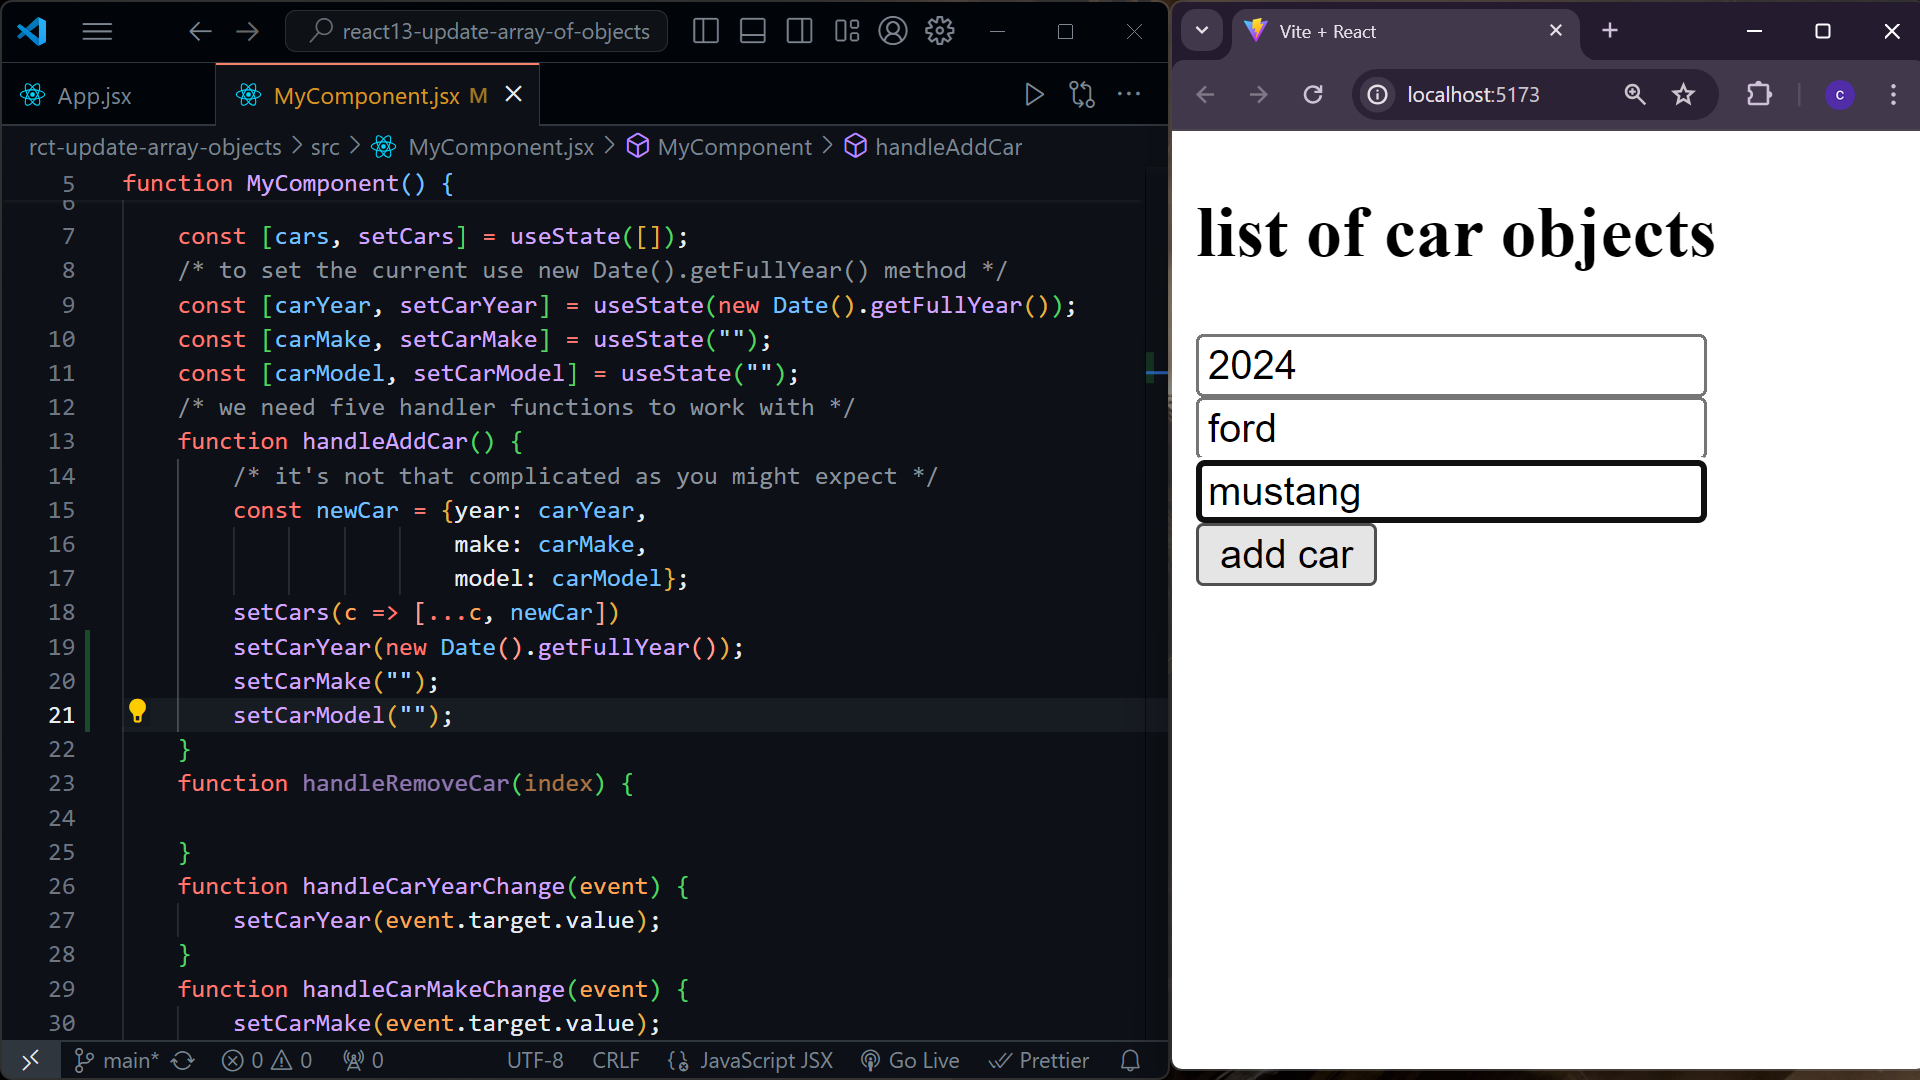 react13-update-array-of-objects
App.jsx
MyComponent.jsx M
rct-update-array-objects > src > MyComponent.jsx > MyComponent > handleAddCar
5 function MyComponent() {
6
7 const [cars, setCars] = useState([]);
8 /* to set the current use new Date().getFullYear() method */
9 const [carYear, setCarYear] = useState(new Date().getFullYear());
10 const [carMake, setCarMake] = useState("");
11 const [carModel, setCarModel] = useState("");
12 /* we need five handler functions to work with */
13 function handleAddCar() {
14 /* it's not that complicated as you might expect */
15 const newCar = {year: carYear,
16 make: carMake,
17 model: carModel};
18 setCars(c => [...c, newCar])
19 setCarYear(new Date().getFullYear());
20 setCarMake("");
21 setCarModel("");
22 }
23 function handleRemoveCar(index) {
24
25 }
26 function handleCarYearChange(event) {
27 setCarYear(event.target.value);
28 }
29 function handleCarMakeChange(event) {
30 setCarMake(event.target.value);
main* 0 0 0 UTF-8 CRLF JavaScript JSX Go Live Prettier
Vite + React
localhost:5173
c
list of car objects
2024
ford
mustang
add car